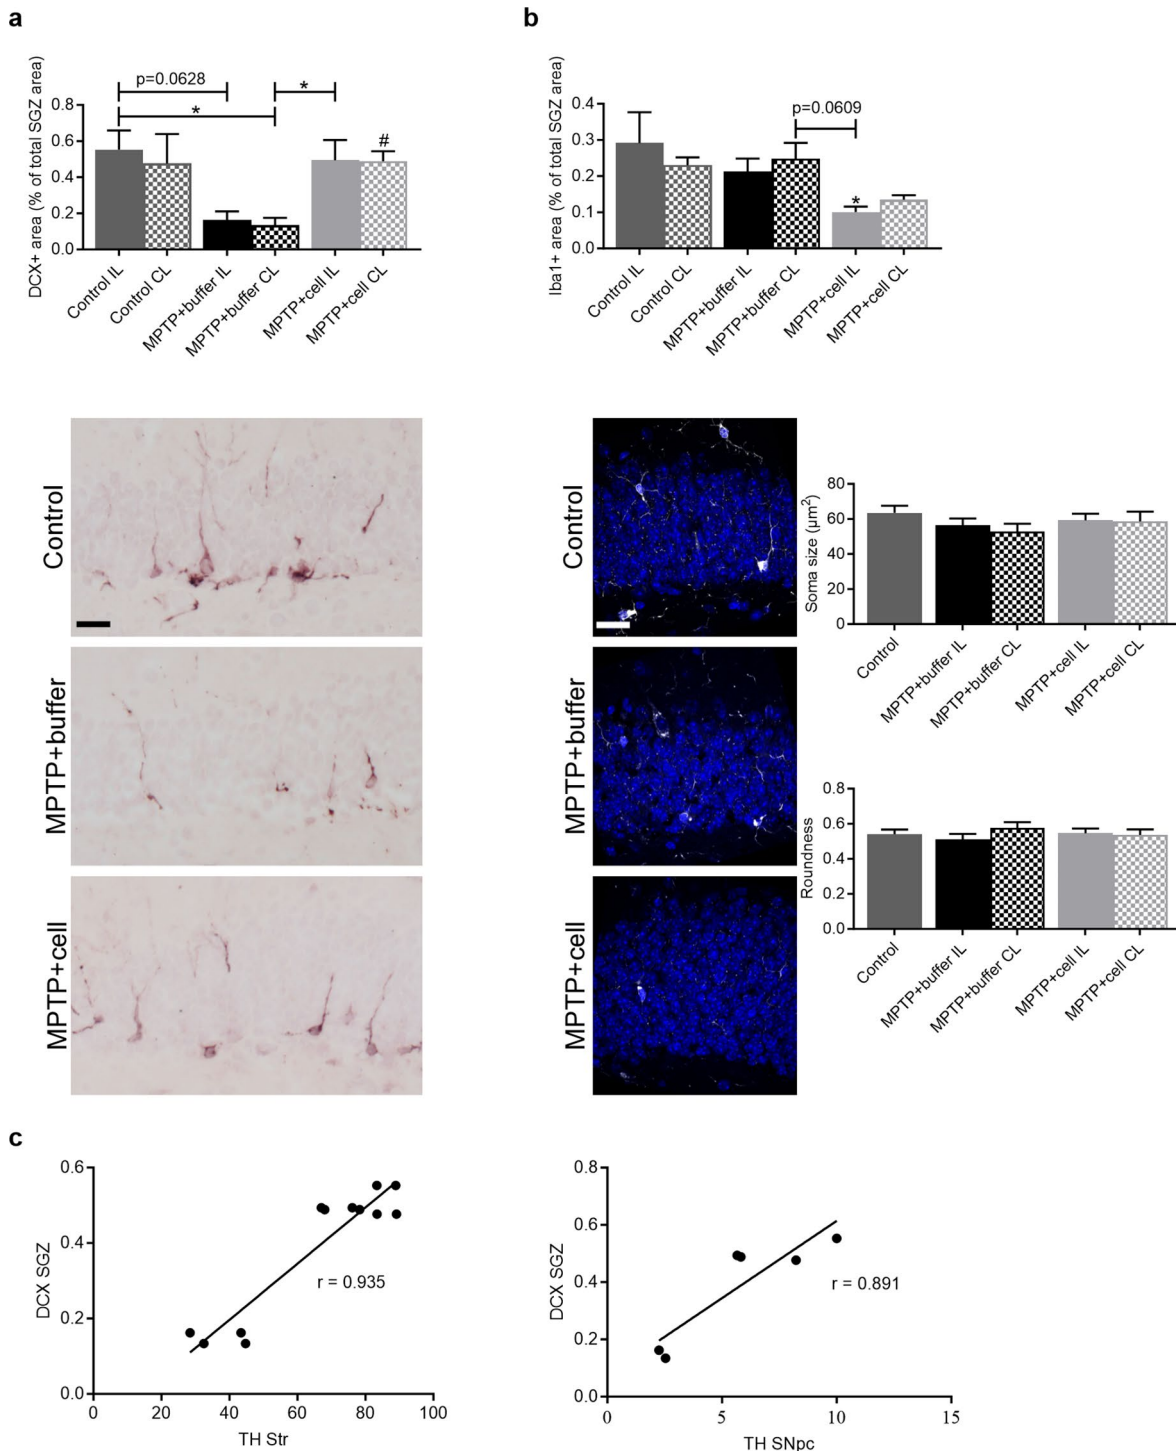 a
DCX+ area (% of total SGZ area)
0.8
0.6
0.4
0.2
0.0
p=0.0628
*
*
#
Control IL
Control CL
MPTP+buffer IL
MPTP+buffer CL
MPTP+cell IL
MPTP+cell CL
b
Iba1+ area (% of total SGZ area)
0.4
0.3
0.2
0.1
0.0
p=0.0609
*
Control IL
Control CL
MPTP+buffer IL
MPTP+buffer CL
MPTP+cell IL
MPTP+cell CL
Control
MPTP+buffer
MPTP+cell
Control
MPTP+buffer
MPTP+cell
Soma size (µm²)
80
60
40
20
0
Control
MPTP+buffer IL
MPTP+buffer CL
MPTP+cell IL
MPTP+cell CL
Roundness
0.8
0.6
0.4
0.2
0.0
Control
MPTP+buffer IL
MPTP+buffer CL
MPTP+cell IL
MPTP+cell CL
c
DCX SGZ
0.6
0.4
0.2
0.0
r = 0.935
0 20 40 60 80 100
TH Str
DCX SGZ
0.8
0.6
0.4
0.2
0.0
r = 0.891
0 5 10 15
TH SNpc